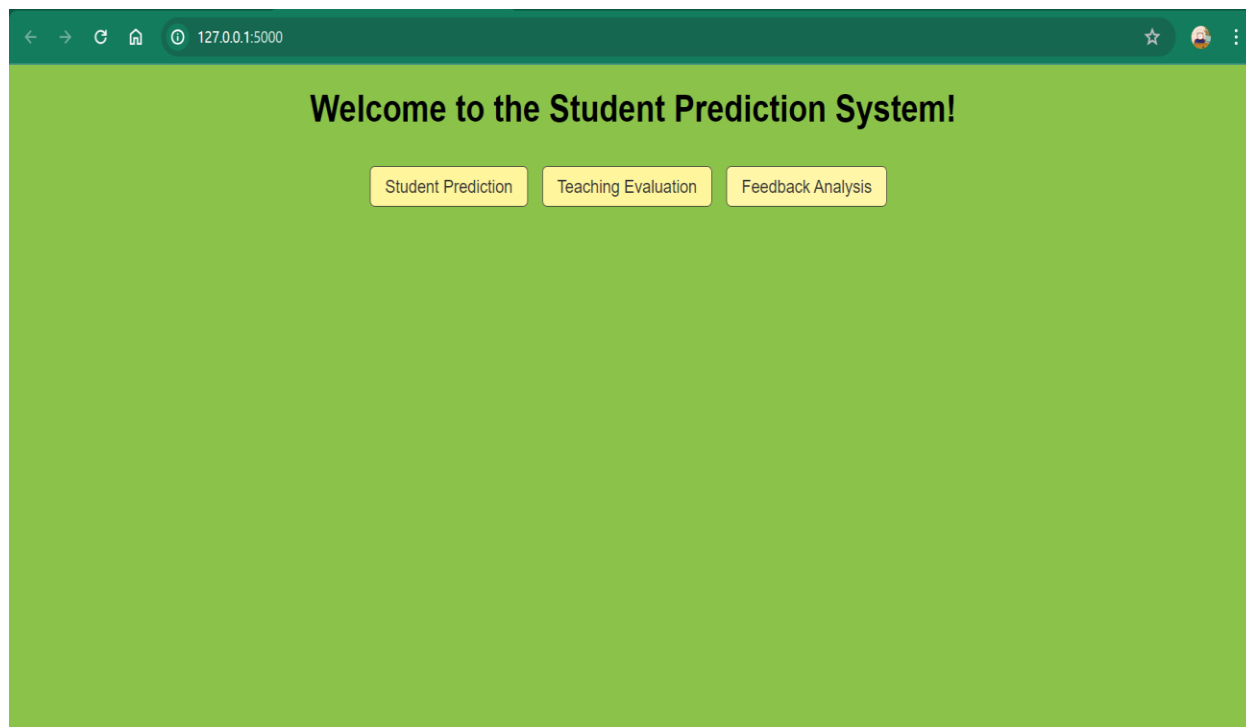 127.0.0.1:5000
Welcome to the Student Prediction System!
Student Prediction Teaching Evaluation Feedback Analysis